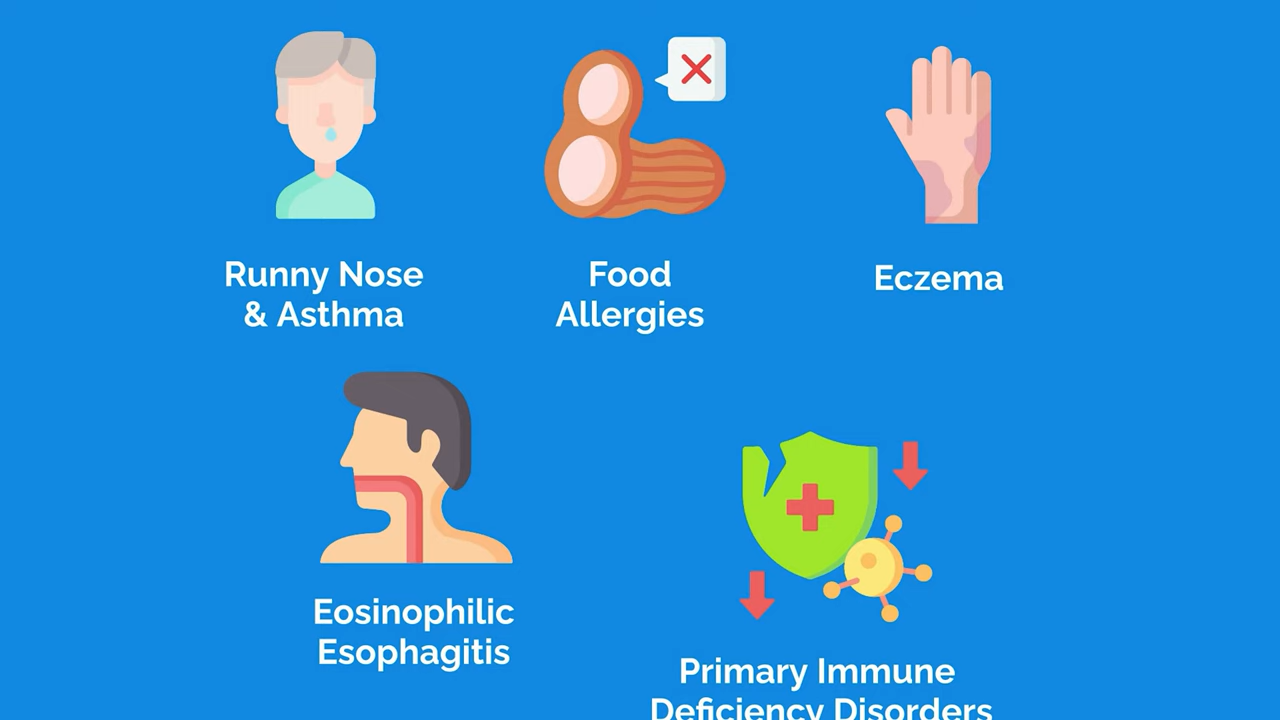 Runny Nose
& Asthma
Food
Allergies
Eczema
Eosinophilic
Esophagitis
Primary Immune
Deficiency Disorders